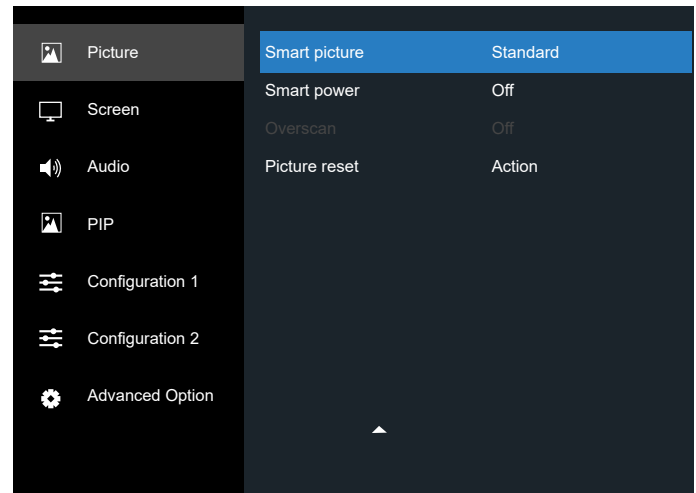 Picture
Screen
Audio
PIP
Configuration 1
Configuration 2
Advanced Option
Smart picture Standard
Smart power Off
Overscan Off
Picture reset Action